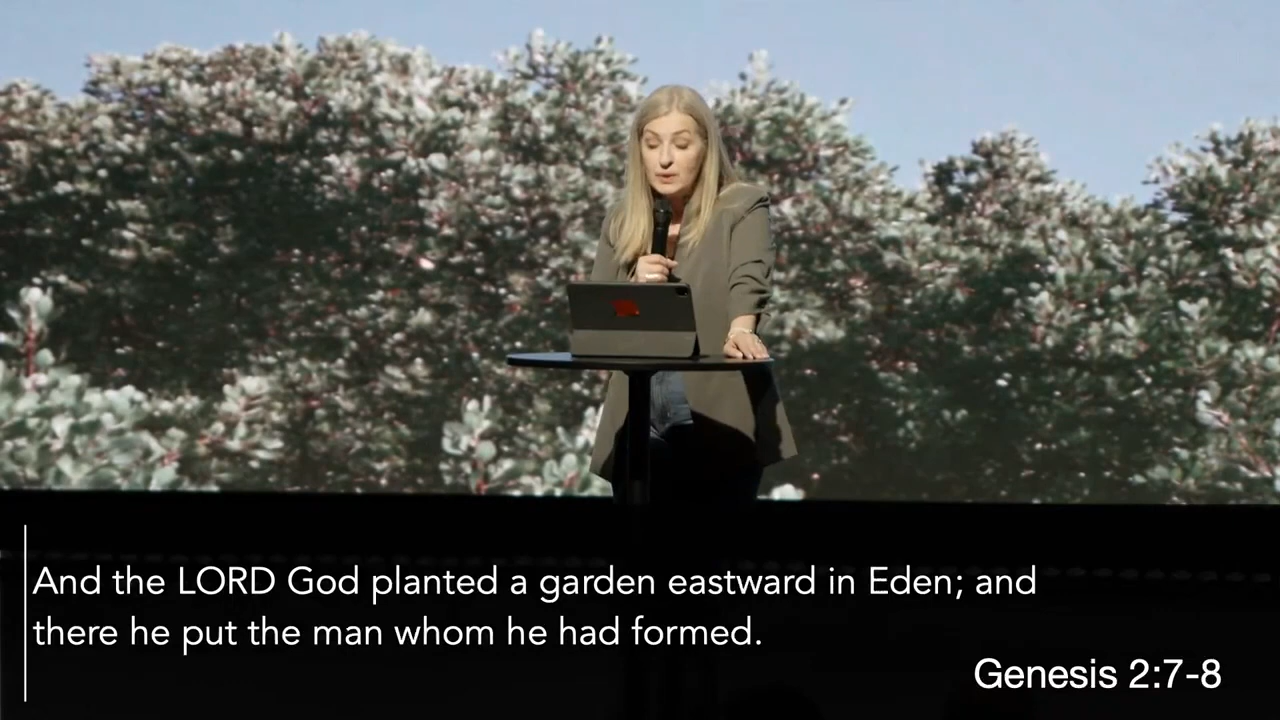 And the LORD God planted a garden eastward in Eden; and
there he put the man whom he had formed.
Genesis 2:7-8